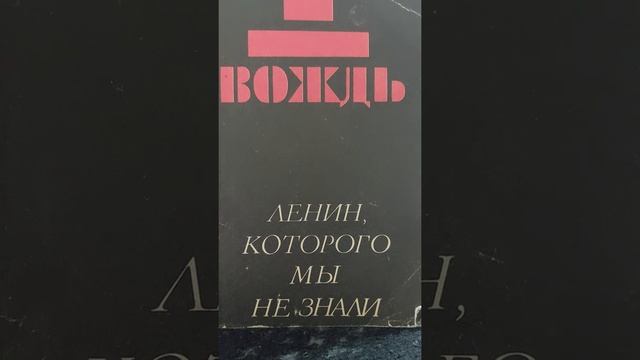 ВОЖДЬ
ЛЕНИН,
КОТОРОГО
МЫ
НЕ ЗНАЛИ